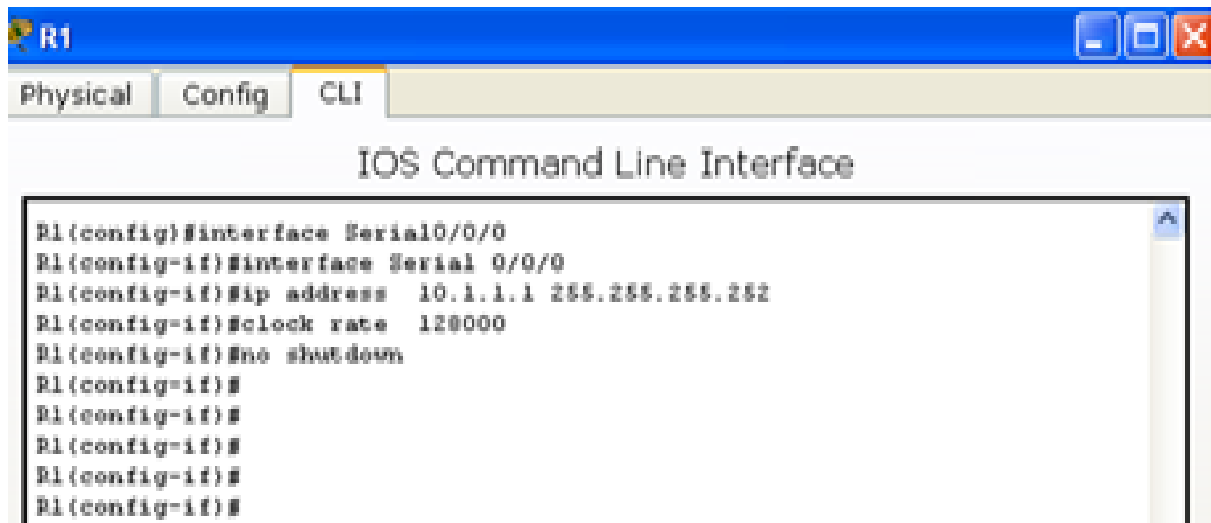 R1
Physical Config CLI
IOS Command Line Interface
R1(config)#interface Serial0/0/0
R1(config-if)#interface Serial 0/0/0
R1(config-if)#ip address 10.1.1.1 255.255.255.252
R1(config-if)#clock rate 128000
R1(config-if)#no shutdown
R1(config-if)#
R1(config-if)#
R1(config-if)#
R1(config-if)#
R1(config-if)#